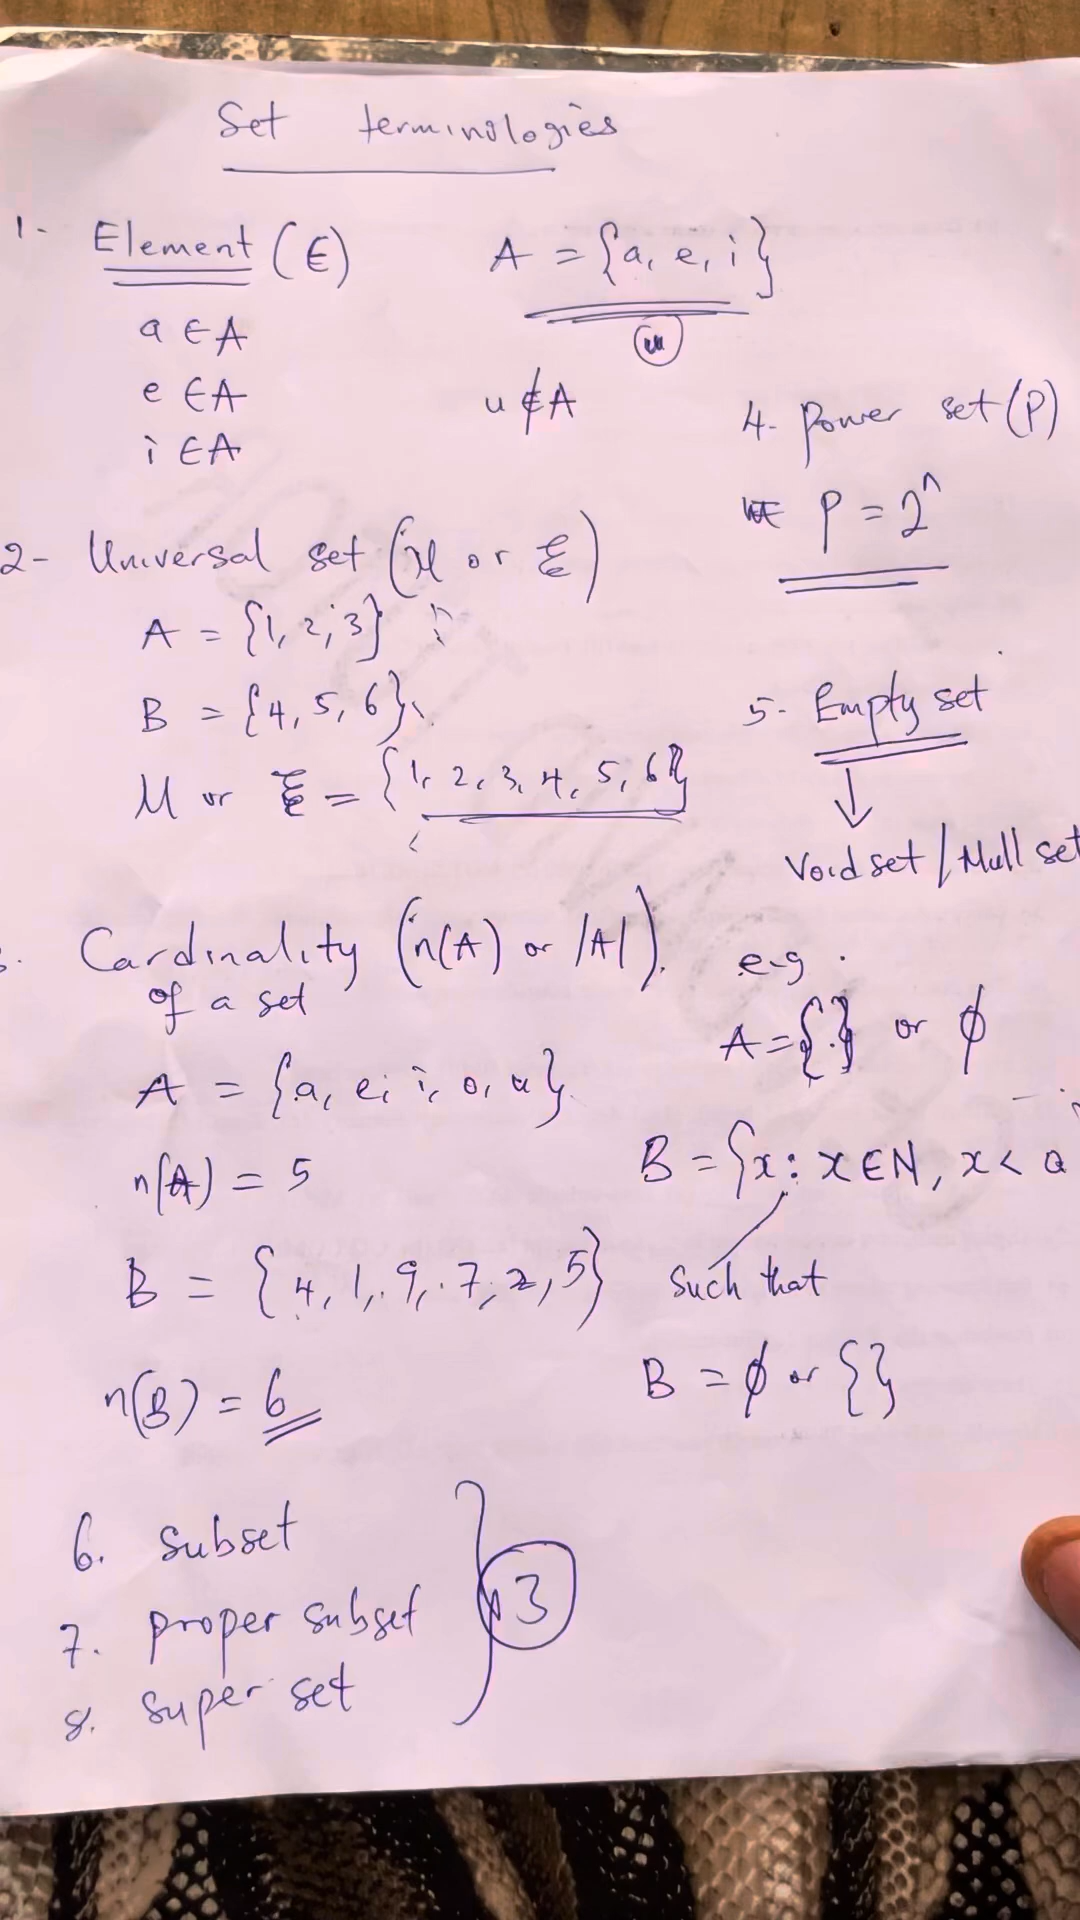 Set terminologies
1- Element (∈)
A = {a, e, i}
a ∈ A
e ∈ A
i ∈ A
u ∉ A
2- Universal set (μ or ξ)
A = {1, 2, 3}
B = {4, 5, 6}
μ or ξ = {1, 2, 3, 4, 5, 6}
Cardinality (n(A) or |A|).
of a set
A = {a, e, i, o, u}
n(A) = 5
B = {4, 1, 9, 7, 2, 5}
n(B) = 6
4- Power set (P)
P = 2^n
5- Empty set
↓
Void set / Null set
e.g.
A = {} or φ
B = {x : x ∈ N, x <
Such that
B = φ or { }
6. Subset
7. proper subset
8. Super set
3